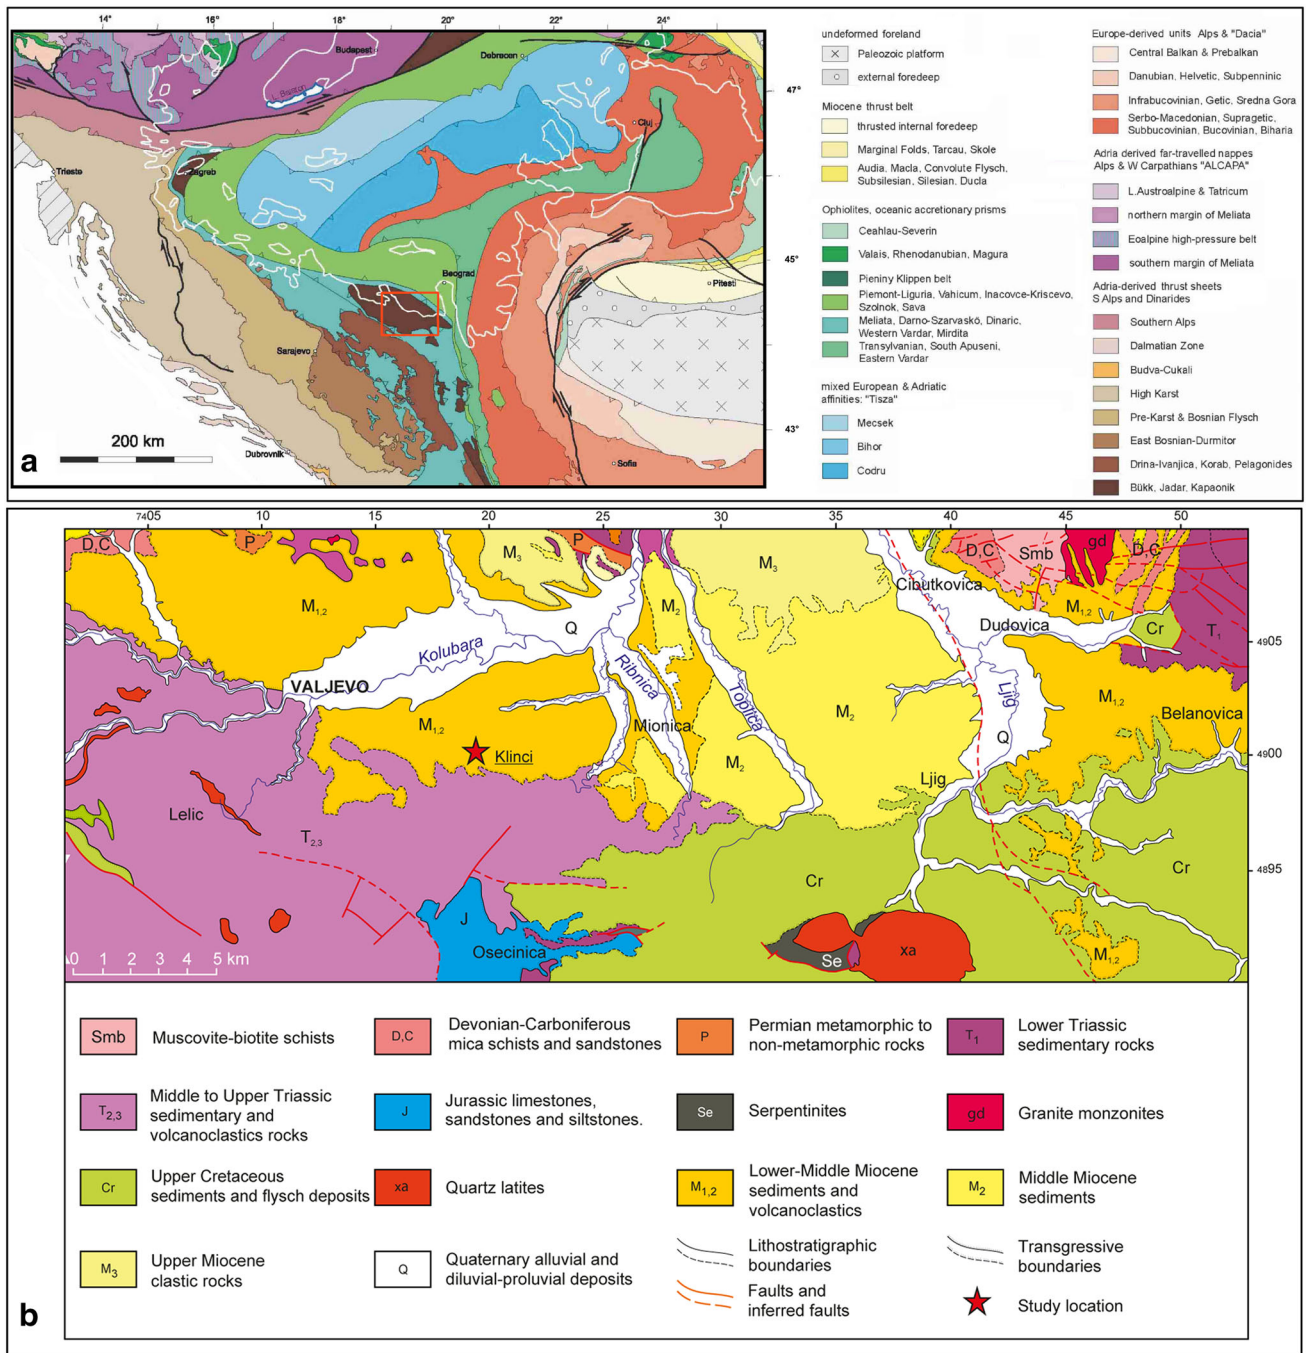 14° 16° 18° 20° 22° 24°
Budapest
Debrecen
Balaton
47°
Cluj
Trieste
Zagreb
45°
Beograd
Pitesti
Sarajevo
43°
200 km
Dubrovnik
Sofia
a
undeformed foreland
Paleozoic platform
external foredeep
Miocene thrust belt
thrusted internal foredeep
Marginal Folds, Tarcau, Skole
Audia, Macla, Convolute Flysch,
Subsilesian, Silesian, Ducla
Ophiolites, oceanic accretionary prisms
Ceahlau-Severin
Valais, Rhenodanubian, Magura
Pieniny Klippen belt
Piemont-Liguria, Vahicum, Inacovce-Kriscevo,
Szolnok, Sava
Meliata, Darno-Szarvaskö, Dinaric,
Western Vardar, Mirdita
Transylvanian, South Apuseni,
Eastern Vardar
mixed European & Adriatic
affinities: "Tisza"
Mecsek
Bihor
Codru
Europe-derived units Alps & "Dacia"
Central Balkan & Prebalkan
Danubian, Helvetic, Subpenninic
Infrabucovinian, Getic, Sredna Gora
Serbo-Macedonian, Supragetic,
Subbucovinian, Bucovinian, Biharia
Adria derived far-travelled nappes
Alps & W Carpathians "ALCAPA"
L.Austroalpine & Tatricum
northern margin of Meliata
Eoalpine high-pressure belt
southern margin of Meliata
Adria-derived thrust sheets
S Alps and Dinarides
Southern Alps
Dalmatian Zone
Budva-Cukali
High Karst
Pre-Karst & Bosnian Flysch
East Bosnian-Durmitor
Drina-Ivanjica, Korab, Pelagonides
Bükk, Jadar, Kapaonik
7405 10 15 20 25 30 35 40 45 50
D,C P M3 P M3 D,C Smb gd D,C
Cibutkovica
M1,2 M2 M1,2
Q Dudovica Cr T1 4905
Kolubara
Ribnica
VALJEVO Toplica Ljig
M1,2 Mionica M2 M1,2 Belanovica
Klinci Q 4900
M2 Ljig
Lelic
T2,3
Cr Cr 4895
J
Osecinica Se xa M1,2
0 1 2 3 4 5 km
Smb Muscovite-biotite schists
D,C Devonian-Carboniferous
mica schists and sandstones
P Permian metamorphic to
non-metamorphic rocks
T1 Lower Triassic
sedimentary rocks
T2,3 Middle to Upper Triassic
sedimentary and
volcanoclastics rocks
J Jurassic limestones,
sandstones and siltstones.
Se Serpentinites
gd Granite monzonites
Cr Upper Cretaceous
sediments and flysch deposits
xa Quartz latites
M1,2 Lower-Middle Miocene
sediments and
volcanoclastics
M2 Middle Miocene
sediments
M3 Upper Miocene
clastic rocks
Q Quaternary alluvial and
diluvial-proluvial deposits
Lithostratigraphic
boundaries
Transgressive
boundaries
Faults and
inferred faults
Study location
b